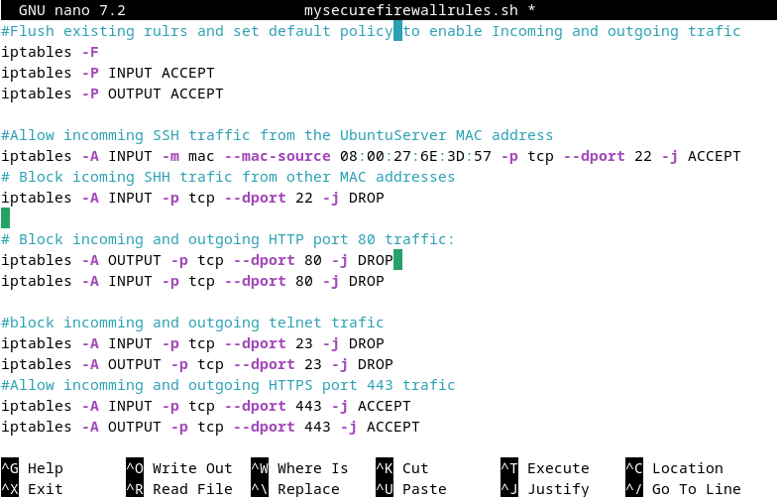 GNU nano 7.2 mysecurefirewallrules.sh *
#Flush existing rulrs and set default policy to enable Incoming and outgoing trafic
iptables -F
iptables -P INPUT ACCEPT
iptables -P OUTPUT ACCEPT
#Allow incomming SSH traffic from the UbuntuServer MAC address
iptables -A INPUT -m mac --mac-source 08:00:27:6E:3D:57 -p tcp --dport 22 -j ACCEPT
# Block icoming SHH trafic from other MAC addresses
iptables -A INPUT -p tcp --dport 22 -j DROP
# Block incoming and outgoing HTTP port 80 traffic:
iptables -A OUTPUT -p tcp --dport 80 -j DROP
iptables -A INPUT -p tcp --dport 80 -j DROP
#block incomming and outgoing telnet trafic
iptables -A INPUT -p tcp --dport 23 -j DROP
iptables -A OUTPUT -p tcp --dport 23 -j DROP
#Allow incomming and outgoing HTTPS port 443 trafic
iptables -A INPUT -p tcp --dport 443 -j ACCEPT
iptables -A OUTPUT -p tcp --dport 443 -j ACCEPT
^G Help ^O Write Out ^W Where Is ^K Cut ^T Execute ^C Location
^X Exit ^R Read File ^\ Replace ^U Paste ^J Justify ^/ Go To Line